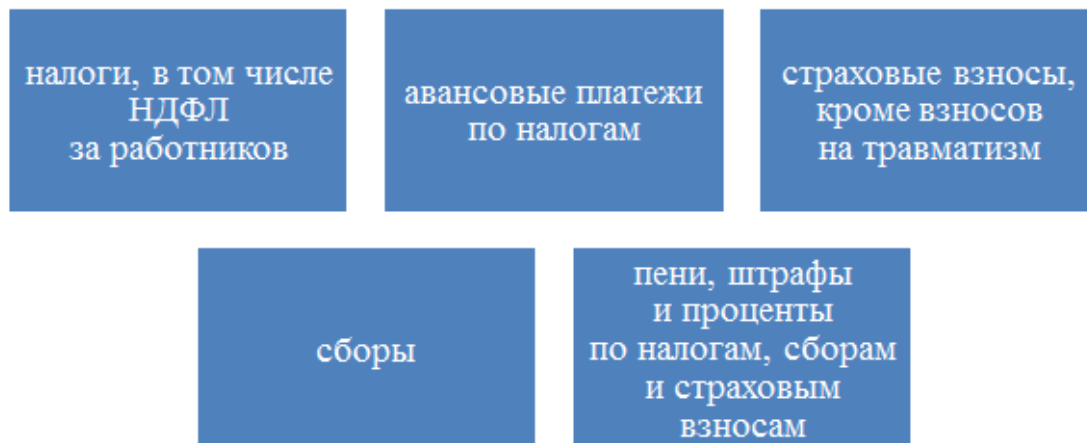 налоги, в том числе
НДФЛ
за работников
авансовые платежи
по налогам
страховые взносы,
кроме взносов
на травматизм
сборы
пени, штрафы
и проценты
по налогам, сборам
и страховым
взносам